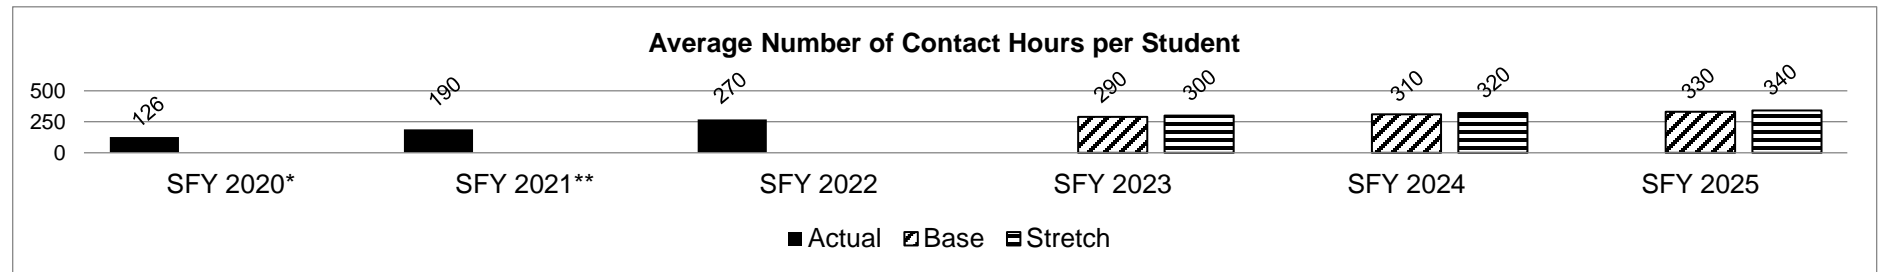 Average Number of Contact Hours per Student
500
250
0
126
190
270
290
300
310
320
330
340
SFY 2020*
SFY 2021**
SFY 2022
SFY 2023
SFY 2024
SFY 2025
Actual
Base
Stretch